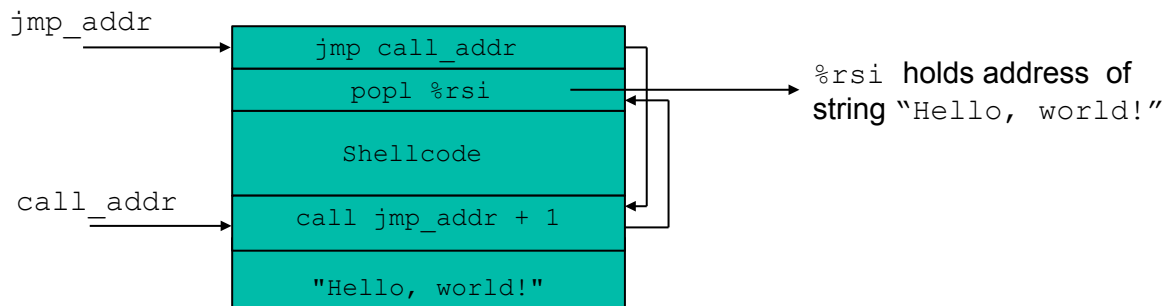 jmp_addr
jmp call_addr
popl %rsi
%rsi holds address of
string “Hello, world!”
Shellcode
call_addr
call jmp_addr + 1
"Hello, world!"